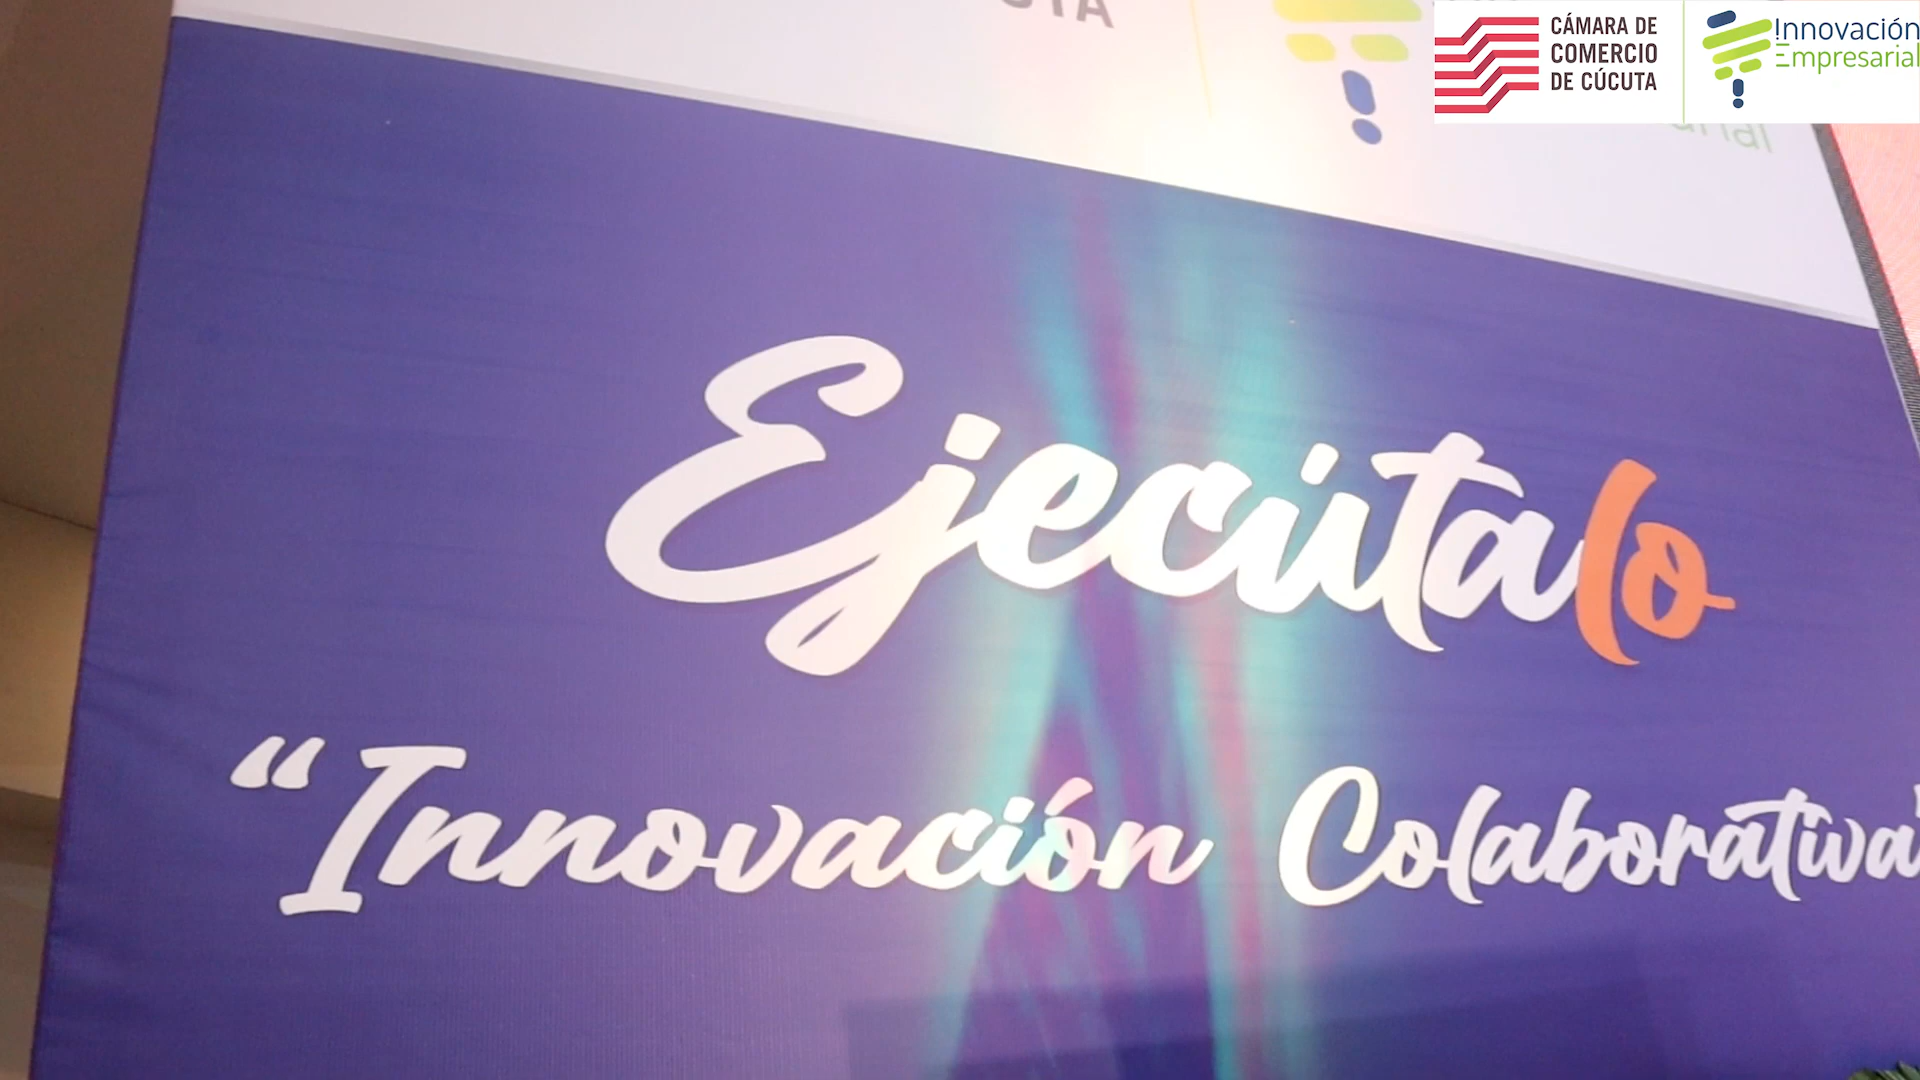 CÁMARA DE
COMERCIO
DE CÚCUTA
Innovación
Empresarial
Ejecútalo
“Innovación Colaborativa”